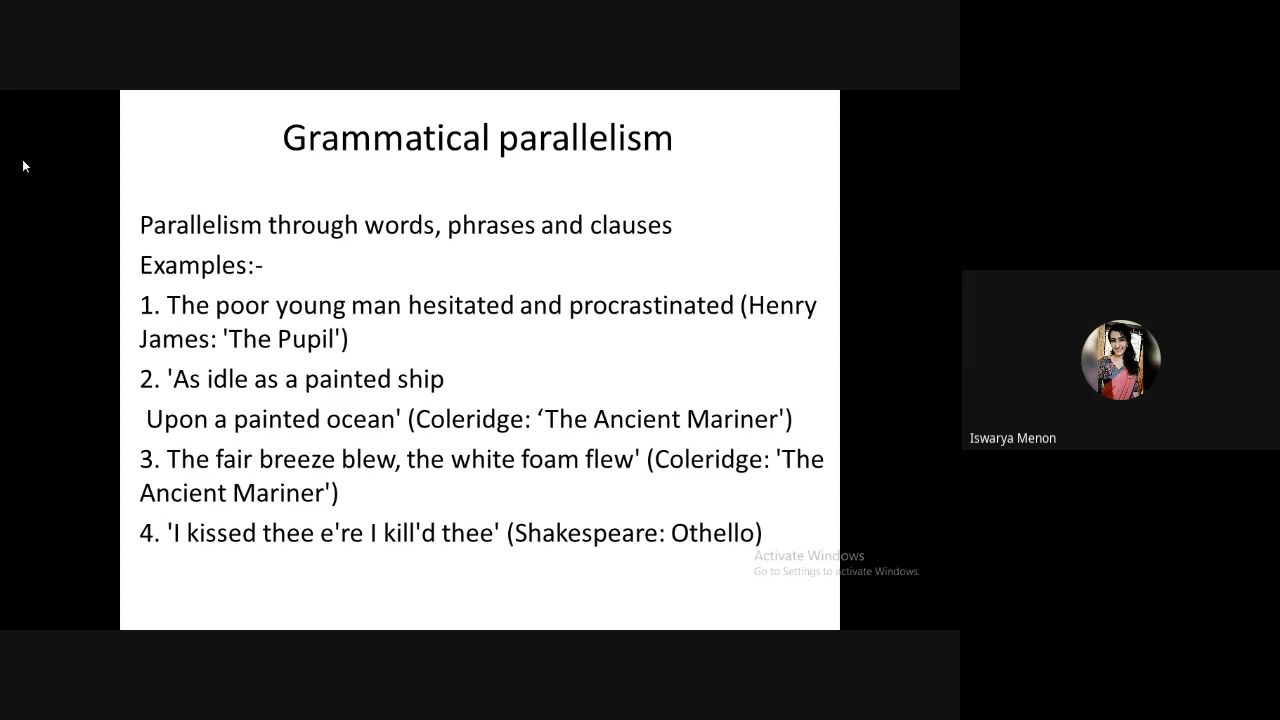 Grammatical parallelism
Parallelism through words, phrases and clauses
Examples:-
1. The poor young man hesitated and procrastinated (Henry
James: 'The Pupil')
2. 'As idle as a painted ship
Upon a painted ocean' (Coleridge: ‘The Ancient Mariner')
3. The fair breeze blew, the white foam flew' (Coleridge: 'The
Ancient Mariner')
4. 'I kissed thee e're I kill'd thee' (Shakespeare: Othello)
Activate Windows
Go to Settings to activate Windows.
Iswarya Menon